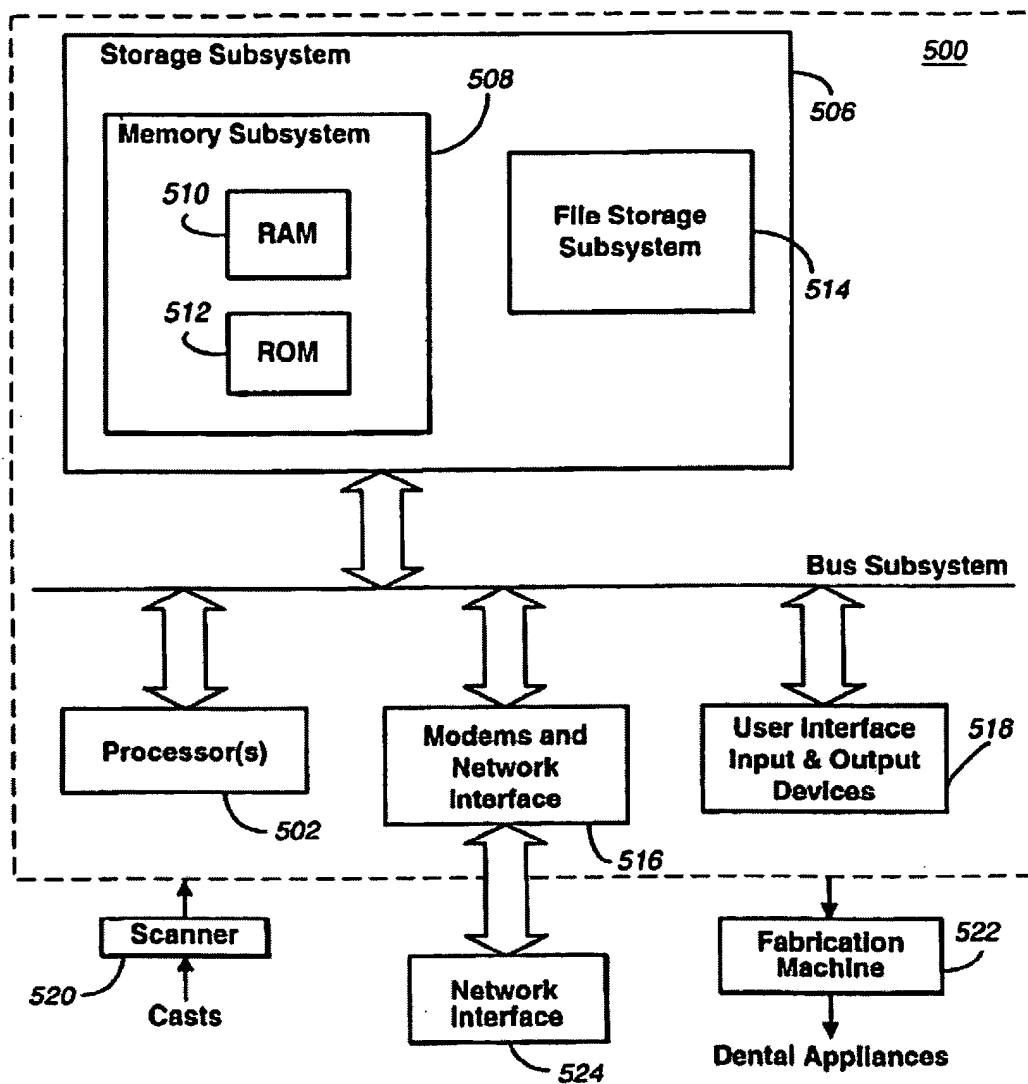 Storage Subsystem
500
508
506
Memory Subsystem
510
RAM
File Storage
Subsystem
514
512
ROM
Bus Subsystem
Processor(s)
502
Modems and
Network
Interface
516
User Interface
Input & Output
Devices
518
Scanner
520
Casts
Network
Interface
524
Fabrication
Machine
522
Dental Appliances